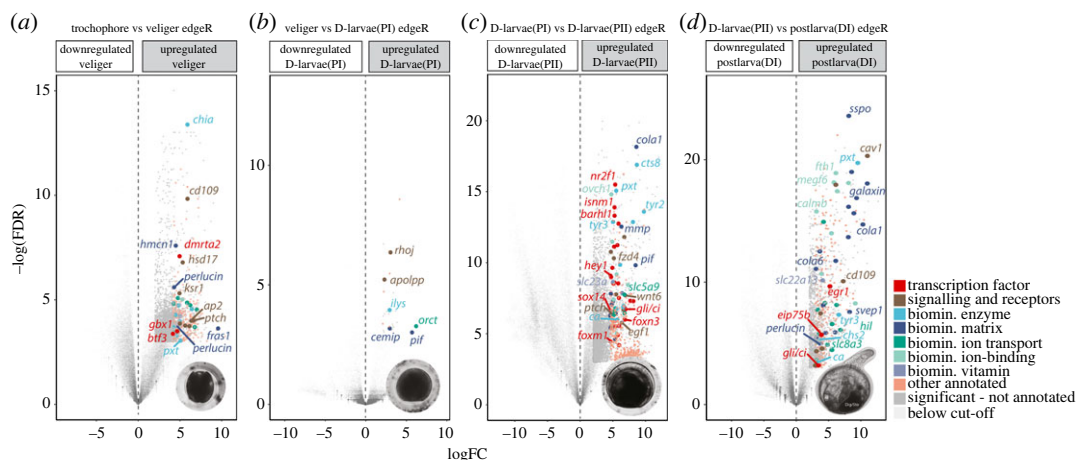 (a) trochophore vs veliger edgeR
downregulated veliger
upregulated veliger
15
10
5
0
−5 0 5 10
chia
cd109
hmcn1
dmrta2
hsd17
perlucin
ksr1
ap2
ptch
gbx1
btf3
fras1
perlucin
pxt
−log(FDR)
(b) veliger vs D-larvae(PI) edgeR
downregulated D-larvae(PI)
upregulated D-larvae(PI)
13
10
5
0
−10 −5 0 5 10
rhoj
apolpp
ilys
orct
cemip
pif
(c) D-larvae(PI) vs D-larvae(PII) edgeR
downregulated D-larvae(PII)
upregulated D-larvae(PII)
20
15
10
5
0
−10 −5 0 5 10
cola1
cts8
nr2f1
ovch1
pxt
isnm1
barhl1
tyr2
tyr3
mmp
fzd4
pif
hey1
slc23a
slc5a9
sox14
wnt6
ptch
gli/ci
ca
foxn3
egf1
foxm1
(d) D-larvae(PII) vs postlarva(DI) edgeR
downregulated postlarva(DI)
upregulated postlarva(DI)
20
10
0
−10 −5 0 5 10
sspo
cav1
pxt
ftb1
megf6
galaxin
calmb
cola1
cola6
slc22a13
cd109
egr1
svep1
eip75b
tyr3
hil
perlucin
chs2
slc8a3
gli/ci
ca
logFC
transcription factor
signalling and receptors
biomin. enzyme
biomin. matrix
biomin. ion transport
biomin. ion-binding
biomin. vitamin
other annotated
significant - not annotated
below cut-off